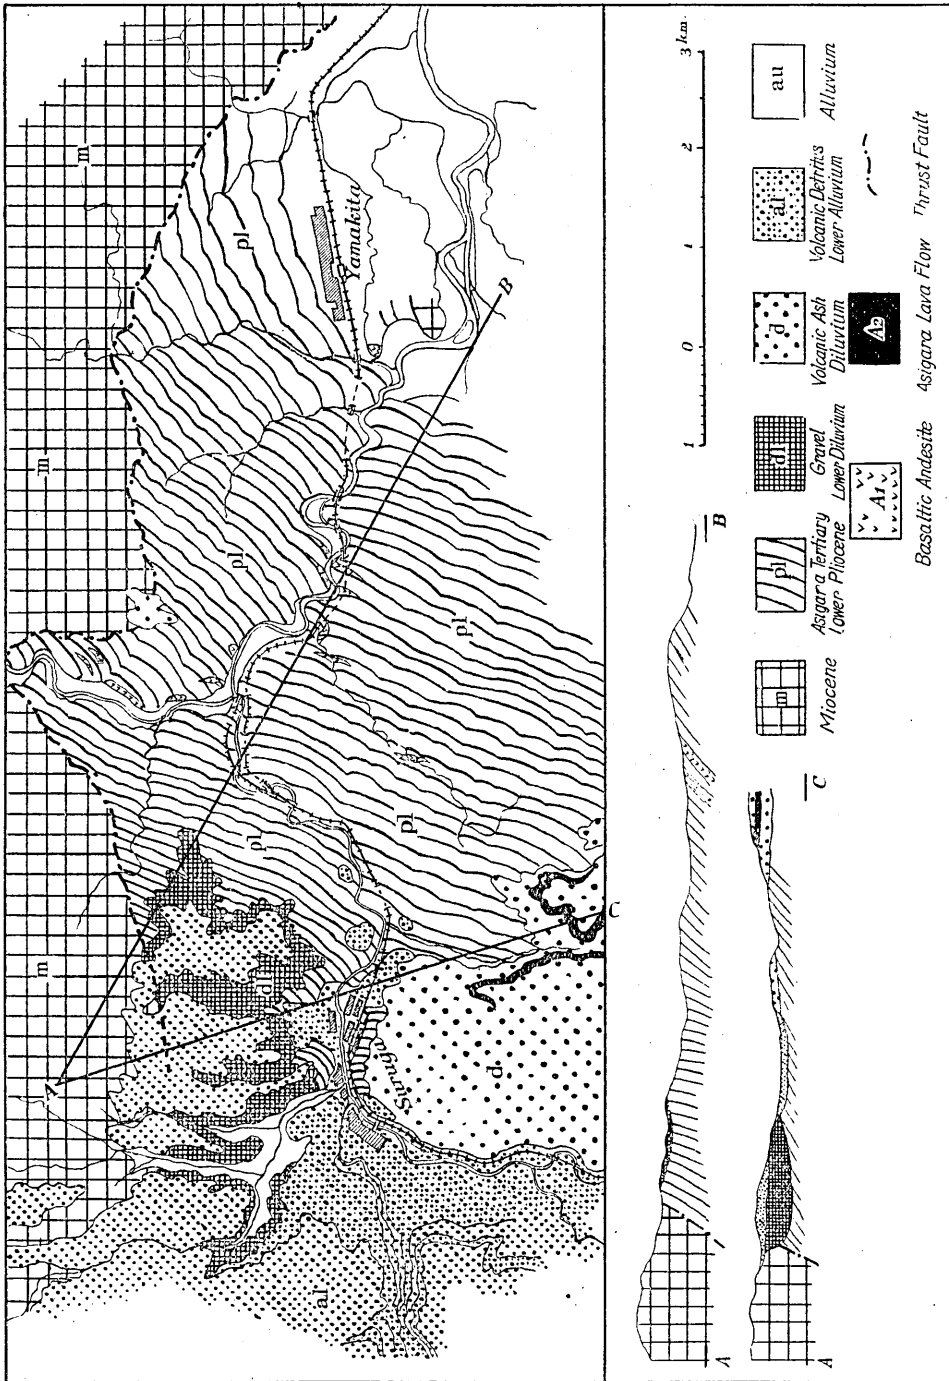 m
m
m
m
pl
pl
pl
pl
pl
Yamakita
Suruga
dl
d
al
A
B
C
1 0 1 2 3 km
A
B
A
C
m
Miocene
pl
Asigara Tertiary
Lower Pliocene
dl
Gravel
Lower Diluvium
d
Volcanic Ash
Diluvium
al
Volcanic Detritus
Lower Alluvium
au
Alluvium
A1
Basaltic Andesite
A2
Asigara Lava Flow
Thrust Fault